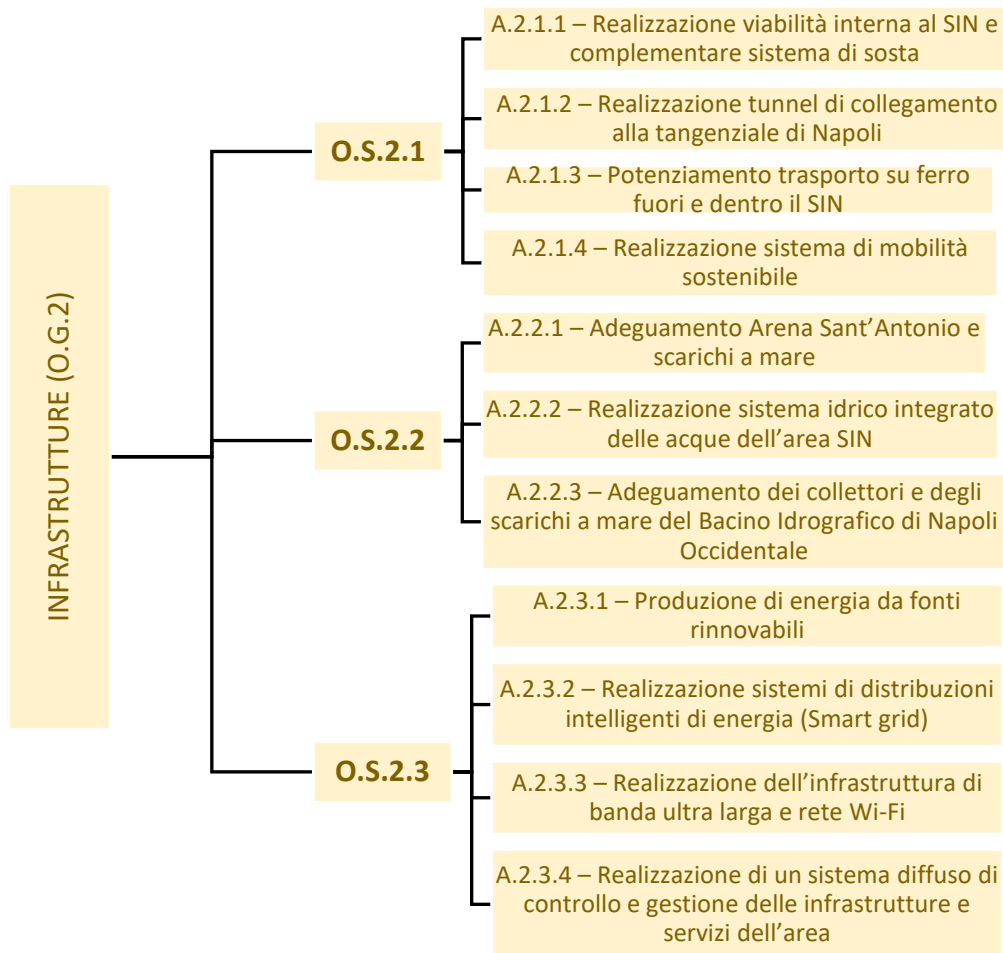 INFRASTRUTTURE (O.G.2)
O.S.2.1
A.2.1.1 – Realizzazione viabilità interna al SIN e
complementare sistema di sosta
A.2.1.2 – Realizzazione tunnel di collegamento
alla tangenziale di Napoli
A.2.1.3 – Potenziamento trasporto su ferro
fuori e dentro il SIN
A.2.1.4 – Realizzazione sistema di mobilità
sostenibile
O.S.2.2
A.2.2.1 – Adeguamento Arena Sant’Antonio e
scarichi a mare
A.2.2.2 – Realizzazione sistema idrico integrato
delle acque dell’area SIN
A.2.2.3 – Adeguamento dei collettori e degli
scarichi a mare del Bacino Idrografico di Napoli
Occidentale
O.S.2.3
A.2.3.1 – Produzione di energia da fonti
rinnovabili
A.2.3.2 – Realizzazione sistemi di distribuzioni
intelligenti di energia (Smart grid)
A.2.3.3 – Realizzazione dell’infrastruttura di
banda ultra larga e rete Wi-Fi
A.2.3.4 – Realizzazione di un sistema diffuso di
controllo e gestione delle infrastrutture e
servizi dell’area